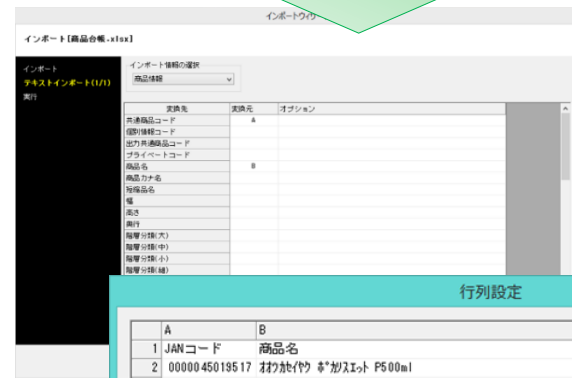 インポートウィザ
インポート[商品台帳.xlsx]
インポート
テキストインポート(1/1)
実行
インポート情報の選択
商品情報
変換先 変換元 オプション
共通商品コード A
個別情報コード
出力共通商品コード
プライベートコード
商品名 B
商品カナ名
短縮品名
幅
高さ
奥行
階層分類(大)
階層分類(中)
階層分類(小)
階層分類(細)
行列設定
A B
1 JANコード 商品名
2 0000045019517 ｵｵﾂｶｾｲﾔｸ ﾎﾟｶﾘｽｴｯﾄ P500ml